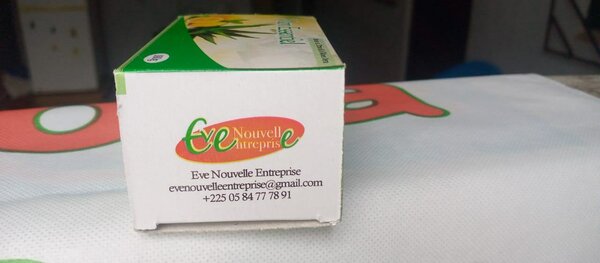 Eve Nouvelle
Entreprise
Eve Nouvelle Entreprise
evenouvelleentreprise@gmail.com
+225 05 84 77 78 91